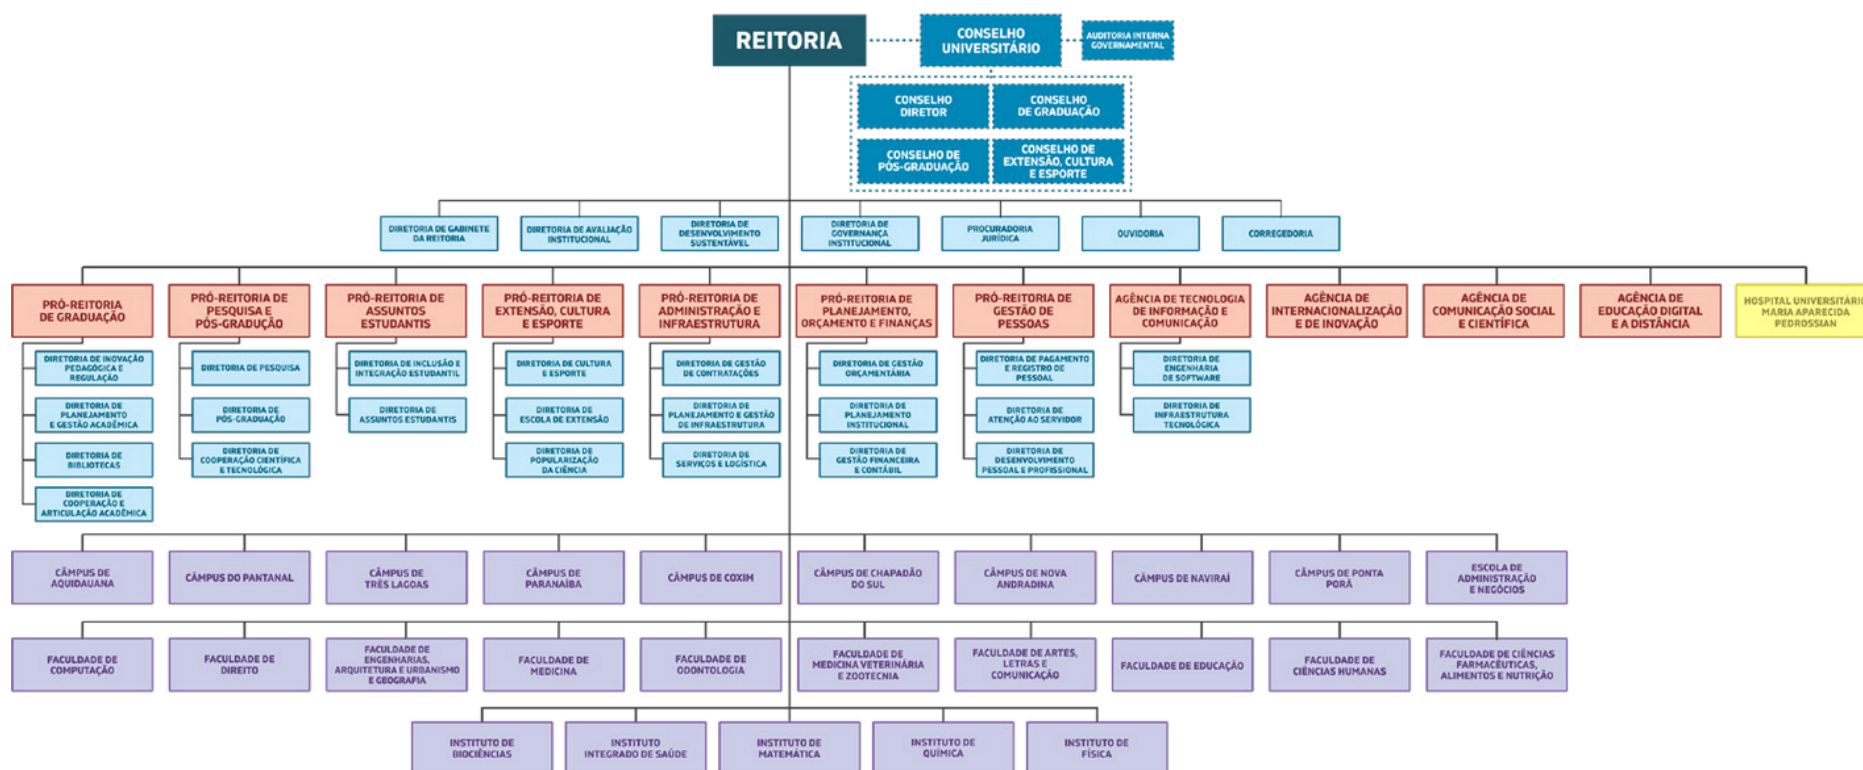 REITORIA
CONSELHO
UNIVERSITÁRIO
AUDITORIA INTERNA
GOVERNAMENTAL
CONSELHO
DIRETOR
CONSELHO
DE GRADUAÇÃO
CONSELHO DE
PÓS-GRADUAÇÃO
CONSELHO DE
EXTENSÃO, CULTURA
E ESPORTE
DIRETORIA DE GABINETE
DA REITORIA
DIRETORIA DE AVALIAÇÃO
INSTITUCIONAL
DIRETORIA DE
DESENVOLVIMENTO
SUSTENTÁVEL
DIRETORIA DE
GOVERNANÇA
INSTITUCIONAL
PROCURADORIA
JURÍDICA
OUVIDORIA
CORREGEDORIA
PRÓ-REITORIA
DE GRADUAÇÃO
PRÓ-REITORIA DE
PESQUISA E
PÓS-GRADUÇÃO
PRÓ-REITORIA DE
ASSUNTOS
ESTUDANTIS
PRÓ-REITORIA DE
EXTENSÃO, CULTURA
E ESPORTE
PRÓ-REITORIA DE
ADMINISTRAÇÃO E
INFRAESTRUTURA
PRÓ-REITORIA DE
PLANEJAMENTO,
ORÇAMENTO E FINANÇAS
PRÓ-REITORIA DE
GESTÃO DE
PESSOAS
AGÊNCIA DE TECNOLOGIA
DE INFORMAÇÃO E
COMUNICAÇÃO
AGÊNCIA DE
INTERNACIONALIZAÇÃO
E DE INOVAÇÃO
AGÊNCIA DE
COMUNICAÇÃO SOCIAL
E CIENTÍFICA
AGÊNCIA DE
EDUCAÇÃO DIGITAL
E A DISTÂNCIA
HOSPITAL UNIVERSITÁRIO
MARIA APARECIDA
PEDROSSIAN
DIRETORIA DE INOVAÇÃO
PEDAGÓGICA E
REGULAÇÃO
DIRETORIA DE PESQUISA
DIRETORIA DE INCLUSÃO E
INTEGRAÇÃO ESTUDANTIL
DIRETORIA DE CULTURA
E ESPORTE
DIRETORIA DE GESTÃO
DE CONTRATAÇÕES
DIRETORIA DE GESTÃO
ORÇAMENTÁRIA
DIRETORIA DE PAGAMENTO
E REGISTRO DE
PESSOAL
DIRETORIA DE
ENGENHARIA
DE SOFTWARE
DIRETORIA DE
PLANEJAMENTO
E GESTÃO ACADÊMICA
DIRETORIA DE
PÓS-GRADUAÇÃO
DIRETORIA DE
ASSUNTOS ESTUDANTIS
DIRETORIA DE
ESCOLA DE EXTENSÃO
DIRETORIA DE
PLANEJAMENTO E GESTÃO
DE INFRAESTRUTURA
DIRETORIA DE
PLANEJAMENTO
INSTITUCIONAL
DIRETORIA DE
ATENÇÃO AO SERVIDOR
DIRETORIA DE
INFRAESTRUTURA
TECNOLÓGICA
DIRETORIA DE
BIBLIOTECAS
DIRETORIA DE
COOPERAÇÃO CIENTÍFICA
E TECNOLÓGICA
DIRETORIA DE
POPULARIZAÇÃO
DA CIÊNCIA
DIRETORIA DE
SERVIÇOS E LOGÍSTICA
DIRETORIA DE
GESTÃO FINANCEIRA
E CONTÁBIL
DIRETORIA DE
DESENVOLVIMENTO
PESSOAL E PROFISSIONAL
DIRETORIA DE
COOPERAÇÃO E
ARTICULAÇÃO ACADÊMICA
CÂMPUS DE
AQUIDAUANA
CÂMPUS DO PANTANAL
CÂMPUS DE
TRÊS LAGOAS
CÂMPUS DE
PARANAÍBA
CÂMPUS DE COXIM
CÂMPUS DE CHAPADÃO
DO SUL
CÂMPUS DE NOVA
ANDRADINA
CÂMPUS DE NAVIRAÍ
CÂMPUS DE PONTA
PORÃ
ESCOLA DE
ADMINISTRAÇÃO
E NEGÓCIOS
FACULDADE DE
COMPUTAÇÃO
FACULDADE DE
DIREITO
FACULDADE DE
ENGENHARIAS,
ARQUITETURA E URBANISMO
E GEOGRAFIA
FACULDADE DE
MEDICINA
FACULDADE DE
ODONTOLOGIA
FACULDADE DE
MEDICINA VETERINÁRIA
E ZOOTECNIA
FACULDADE DE ARTES,
LETRAS E
COMUNICAÇÃO
FACULDADE DE EDUCAÇÃO
FACULDADE DE
CIÊNCIAS HUMANAS
FACULDADE DE CIÊNCIAS
FARMACÊUTICAS,
ALIMENTOS E NUTRIÇÃO
INSTITUTO DE
BIOCIÊNCIAS
INSTITUTO
INTEGRADO DE SAÚDE
INSTITUTO DE
MATEMÁTICA
INSTITUTO DE
QUÍMICA
INSTITUTO DE
FÍSICA